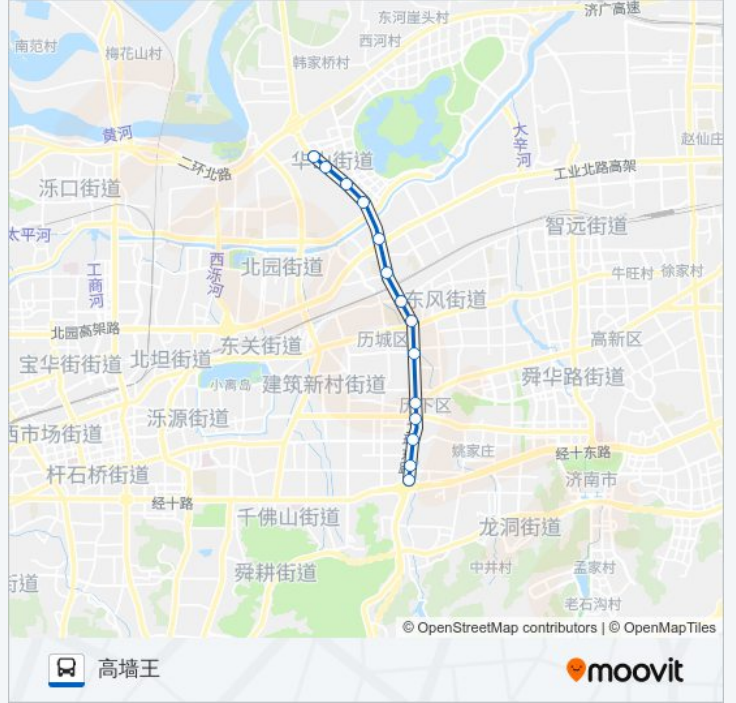 济广高速
东河崖头村
西河村
南范村
梅花山村
韩家桥村
黄河
大辛河
赵仙庄
二环北路
华山街道
工业北路高架
泺口街道
智远街道
太平河
西泺河
北园街道
工商河
牛旺村
徐家村
东风街道
北园高架路
历城区
高新区
东关街道
宝华街街道
北坦街道
舜华路街道
小离岛
建筑新村街道
历下区
泺源街道
西市场街道
姚家庄
经十东路
杆石桥街道
济南市
经十路
千佛山街道
龙洞街道
舜耕街道
中井村
孟家村
街道
老石沟村
© OpenStreetMap contributors | © OpenMapTiles
高墙王
moovit